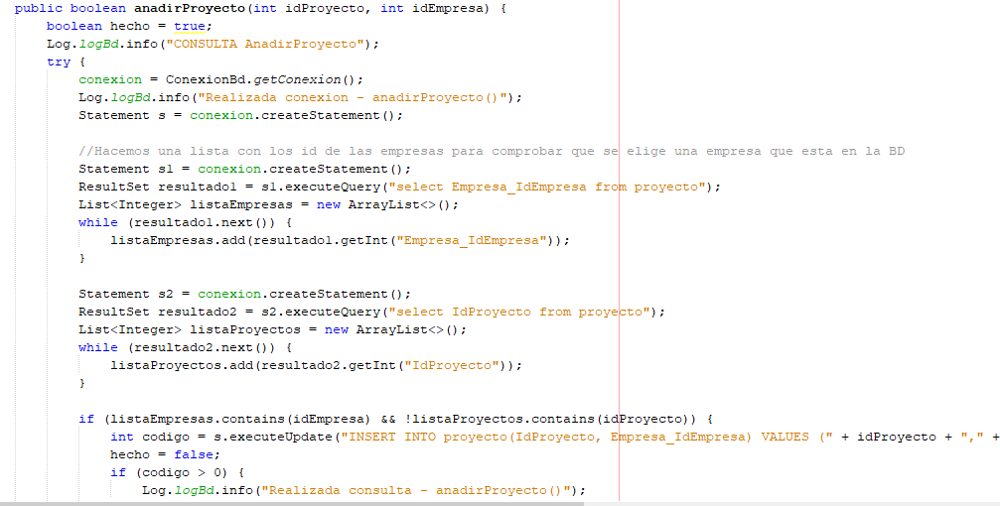 public boolean anadirProyecto(int idProyecto, int idEmpresa) {
boolean hecho = true;
Log.logBd.info("CONSULTA AnadirProyecto");
try {
conexion = ConexionBd.getConexion();
Log.logBd.info("Realizada conexion - anadirProyecto()");
Statement s = conexion.createStatement();
//Hacemos una lista con los id de las empresas para comprobar que se elige una empresa que esta en la BD
Statement s1 = conexion.createStatement();
ResultSet resultado1 = s1.executeQuery("select Empresa_IdEmpresa from proyecto");
List<Integer> listaEmpresas = new ArrayList<>();
while (resultado1.next()) {
listaEmpresas.add(resultado1.getInt("Empresa_IdEmpresa"));
}
Statement s2 = conexion.createStatement();
ResultSet resultado2 = s2.executeQuery("select IdProyecto from proyecto");
List<Integer> listaProyectos = new ArrayList<>();
while (resultado2.next()) {
listaProyectos.add(resultado2.getInt("IdProyecto"));
}
if (listaEmpresas.contains(idEmpresa) && !listaProyectos.contains(idProyecto)) {
int codigo = s.executeUpdate("INSERT INTO proyecto(IdProyecto, Empresa_IdEmpresa) VALUES (" + idProyecto + "," +
hecho = false;
if (codigo > 0) {
Log.logBd.info("Realizada consulta - anadirProyecto()");